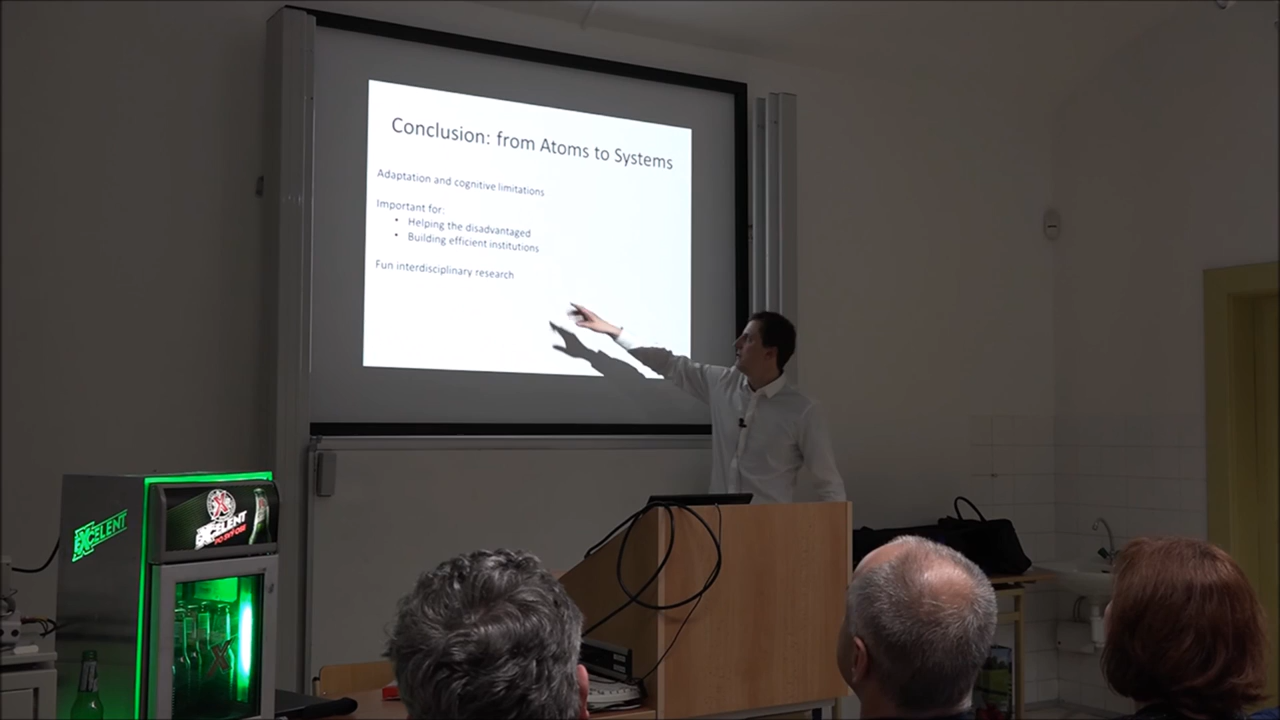 Conclusion: from Atoms to Systems
Adaptation and cognitive limitations
Important for:
• Helping the disadvantaged
• Building efficient institutions
Fun interdisciplinary research
EXCELENT
EXCELENT